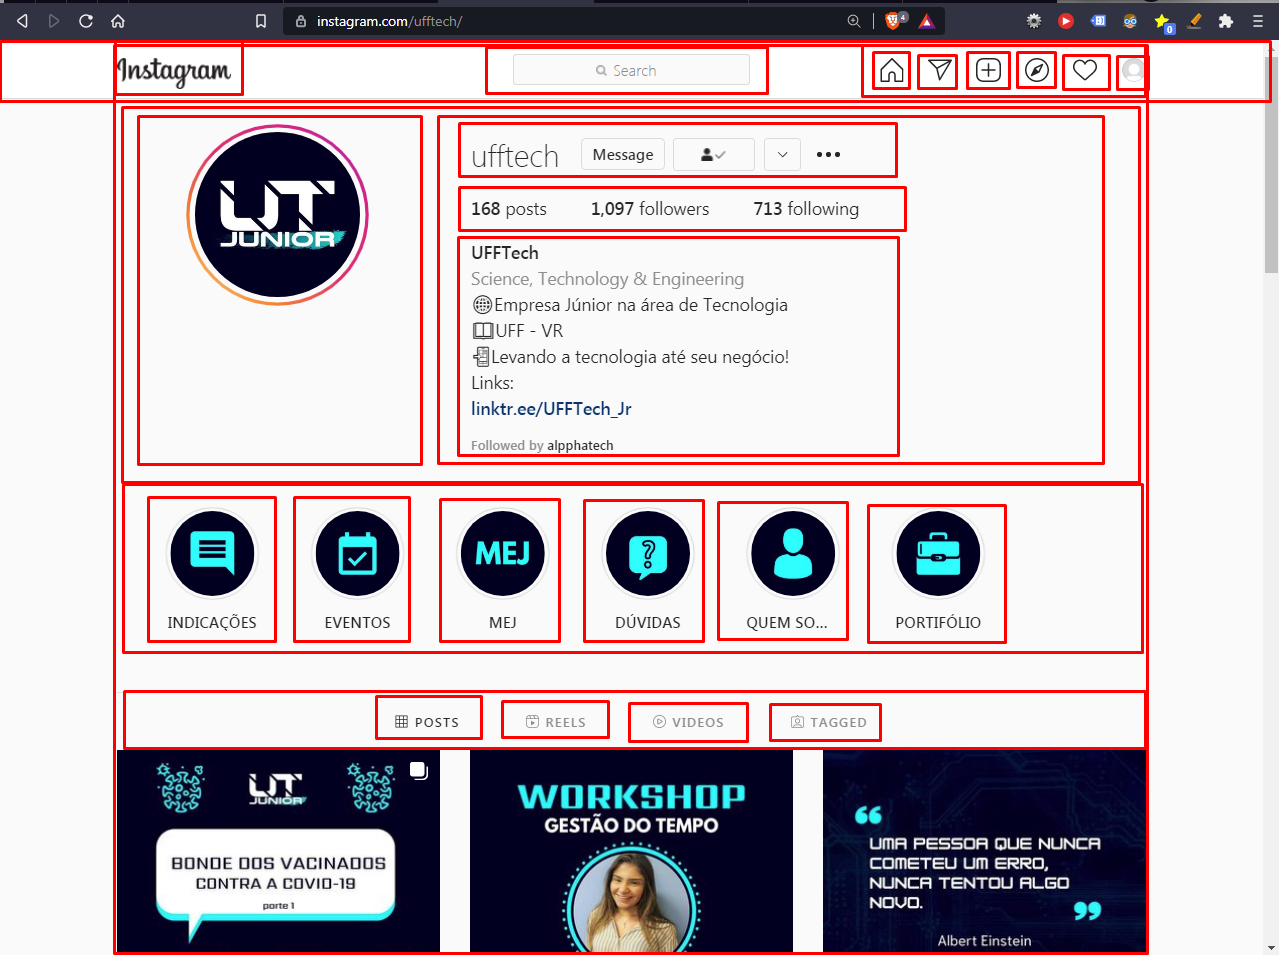 instagram.com/ufftech/
4
0
Instagram
Search
ufftech
Message
168 posts 1,097 followers 713 following
UFFTech
Science, Technology & Engineering
Empresa Júnior na área de Tecnologia
UFF - VR
Levando a tecnologia até seu negócio!
Links:
linktr.ee/UFFTech_Jr
Followed by alpphatech
UT
JUNIOR
MEJ
INDICAÇÕES EVENTOS MEJ DÚVIDAS QUEM SO... PORTIFÓLIO
POSTS REELS VIDEOS TAGGED
UT
JUNIOR
BONDE DOS VACINADOS
CONTRA A COVID-19
parte 1
WORKSHOP
GESTÃO DO TEMPO
UMA PESSOA QUE NUNCA
COMETEU UM ERRO,
NUNCA TENTOU ALGO
NOVO.
Albert Einstein